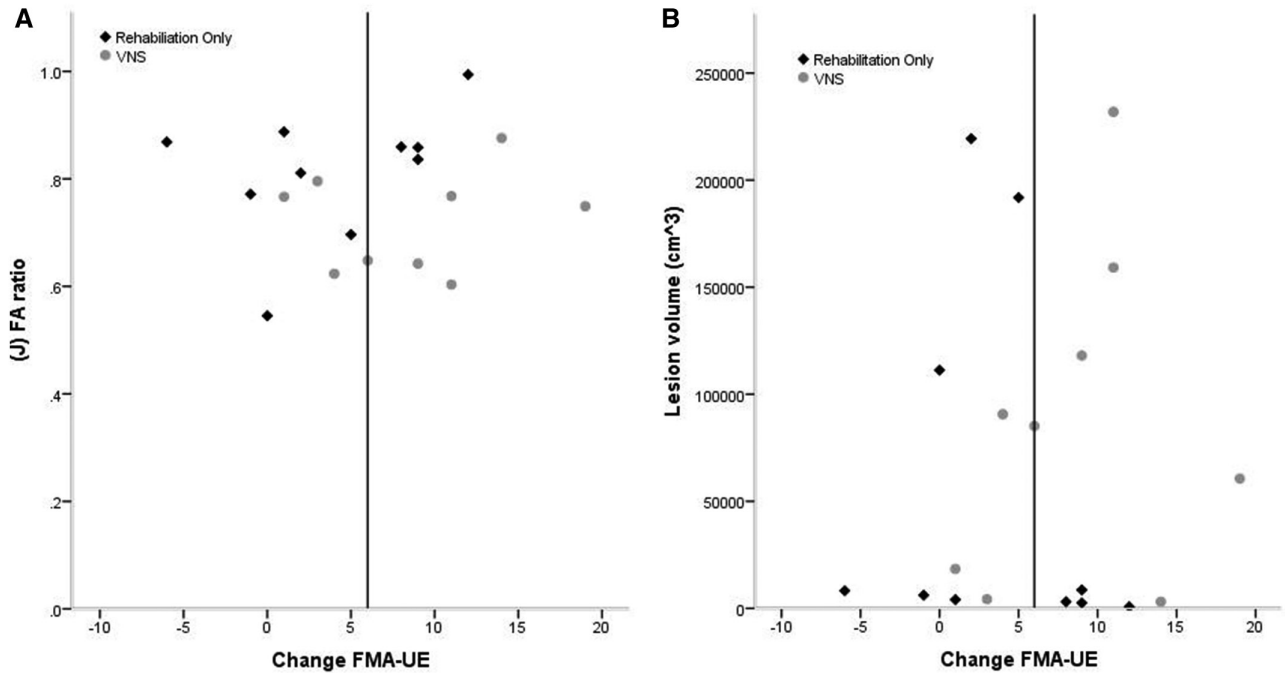 A
Rehabiliation Only
VNS
1.0
.8
.6
.4
.2
.0
(J) FA ratio
-10 -5 0 5 10 15 20
Change FMA-UE
B
Rehabilitation Only
VNS
250000
200000
150000
100000
50000
0
Lesion volume (cm^3)
-10 -5 0 5 10 15 20
Change FMA-UE